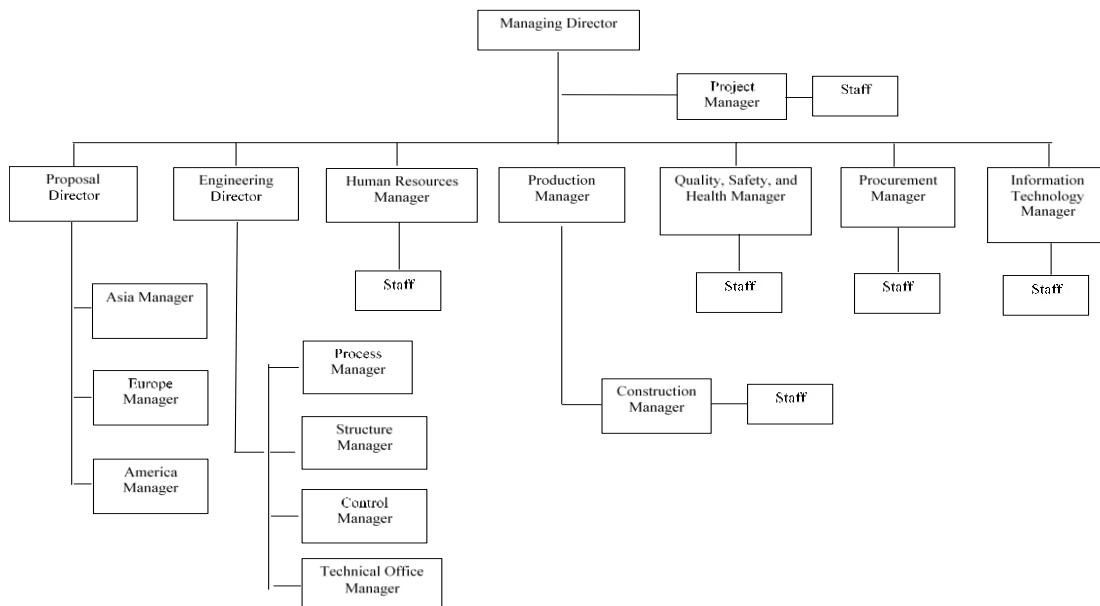 Managing Director
Project
Manager
Staff
Proposal
Director
Engineering
Director
Human Resources
Manager
Production
Manager
Quality, Safety, and
Health Manager
Procurement
Manager
Information
Technology
Manager
Staff
Staff
Staff
Staff
Asia Manager
Europe
Manager
America
Manager
Process
Manager
Structure
Manager
Control
Manager
Technical Office
Manager
Construction
Manager
Staff